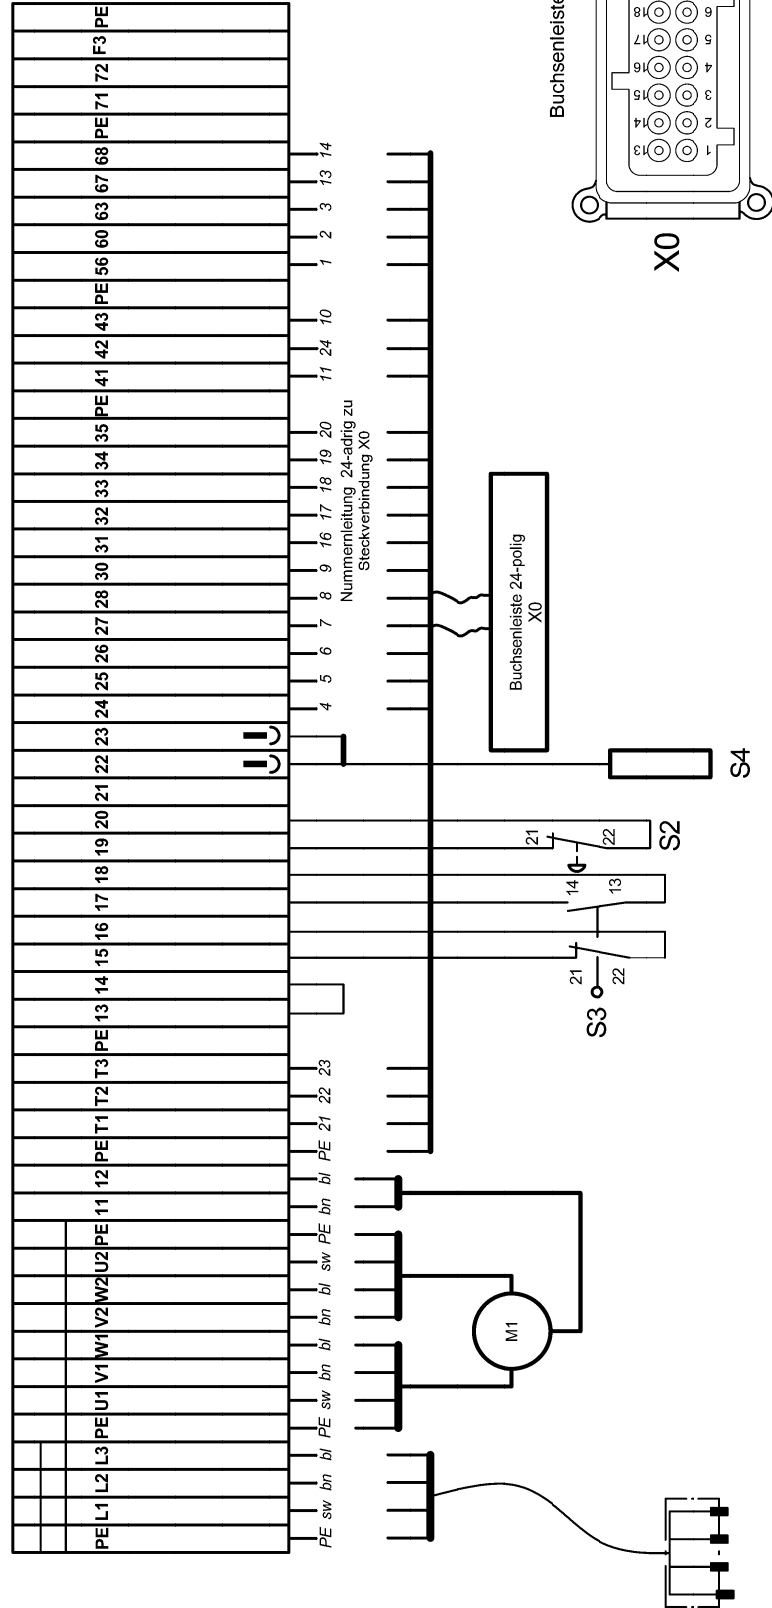 PE L1 L2 L3 PE U1 V1 W1 V2 W2 U2 PE 11 12 PE T1 T2 T3 PE 13 14 15 16 17 18 19 20 21 22 23 24 25 26 27 28 30 31 32 33 34 35 PE 41 42 43 PE 56 60 63 67 68 PE 71 72 F3 PE
PE sw bn bl PE sw bn bl bn bl sw PE bn bl PE 21 22 23 4 5 6 7 8 9 16 17 18 19 20 11 24 10 1 2 3 13 14
Nummernleitung 24-adrig zu
Steckverbindung X0
M1
Buchsenleiste 24-polig
X0
21
22
S3
14
13
21
22
S2
S4
Buchsenleiste
13 14 15 16 17 18
1 2 3 4 5 6
X0